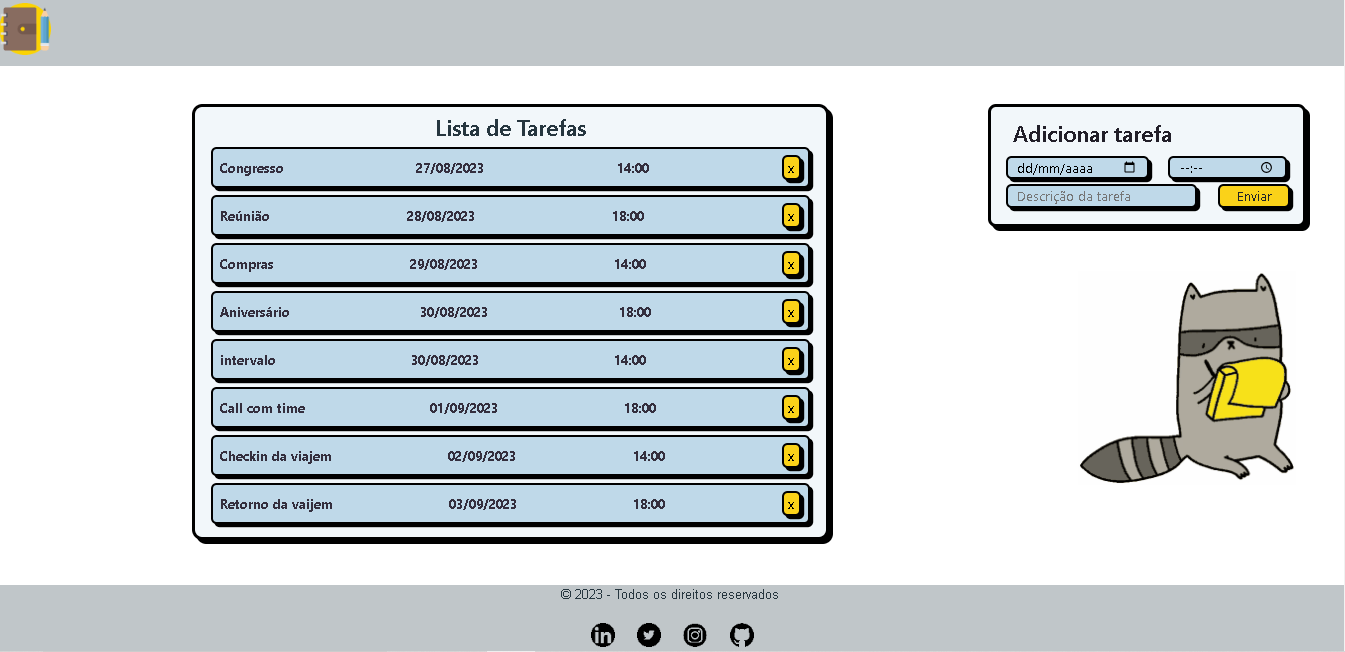 Lista de Tarefas
Congresso 27/08/2023 14:00 x
Reúnião 28/08/2023 18:00 x
Compras 29/08/2023 14:00 x
Aniversário 30/08/2023 18:00 x
intervalo 30/08/2023 14:00 x
Call com time 01/09/2023 18:00 x
Checkin da viajem 02/09/2023 14:00 x
Retorno da vaijem 03/09/2023 18:00 x
Adicionar tarefa
dd/mm/aaaa --:--
Descrição da tarefa Enviar
© 2023 - Todos os direitos reservados
in